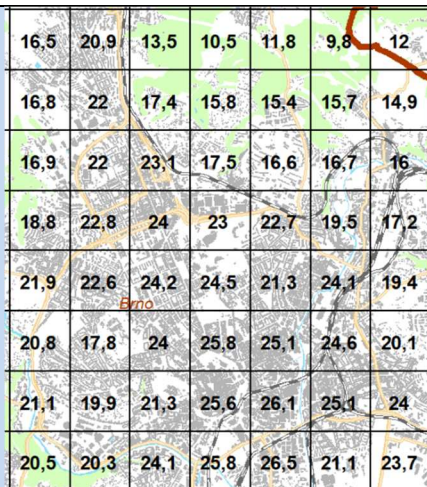 16,5 20,9 13,5 10,5 11,8 9,8 12
16,8 22 17,4 15,8 15,4 15,7 14,9
16,9 22 23,1 17,5 16,6 16,7 16
18,8 22,8 24 23 22,7 19,5 17,2
21,9 22,6 24,2 24,5 21,3 24,1 19,4
Brno
20,8 17,8 24 25,8 25,1 24,6 20,1
21,1 19,9 21,3 25,6 26,1 25,1 24
20,5 20,3 24,1 25,8 26,5 21,1 23,7